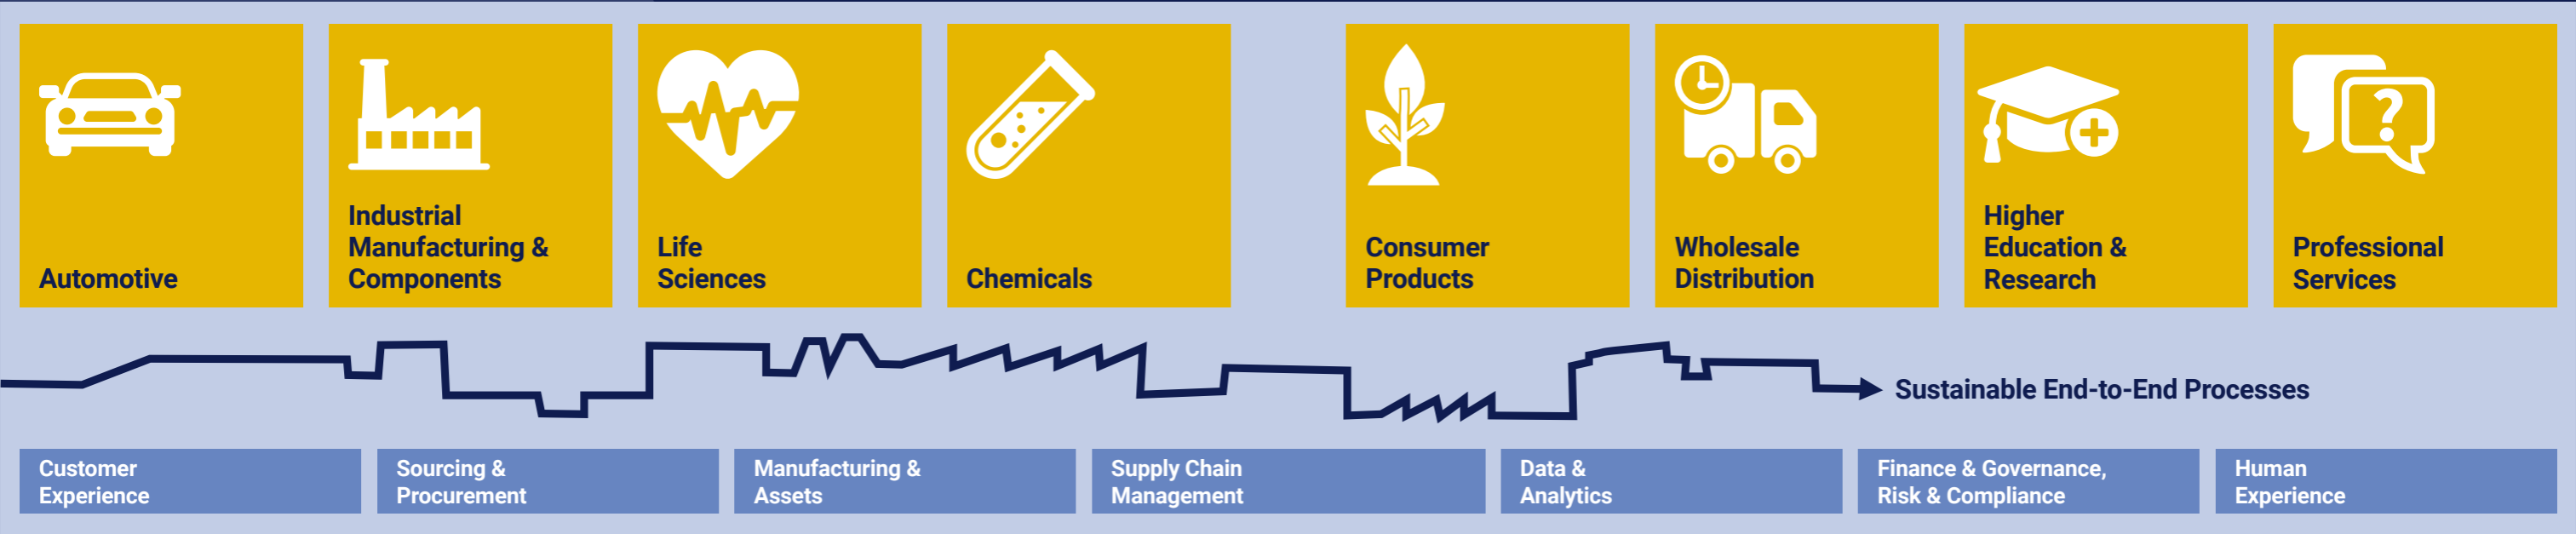 Automotive
Industrial
Manufacturing &
Components
Life
Sciences
Chemicals
Consumer
Products
Wholesale
Distribution
Higher
Education &
Research
?
Professional
Services
Sustainable End-to-End Processes
Customer
Experience
Sourcing &
Procurement
Manufacturing &
Assets
Supply Chain
Management
Data &
Analytics
Finance & Governance,
Risk & Compliance
Human
Experience